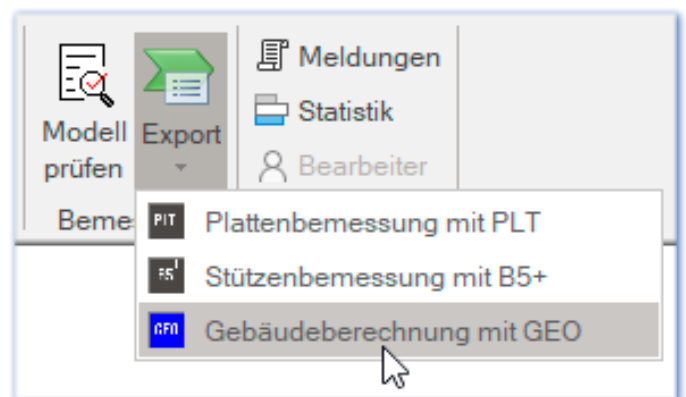 Meldungen
Statistik
Bearbeiter
Modell
prüfen
Export
Beme
PLT Plattenbemessung mit PLT
B5+ Stützenbemessung mit B5+
GEO Gebäudeberechnung mit GEO